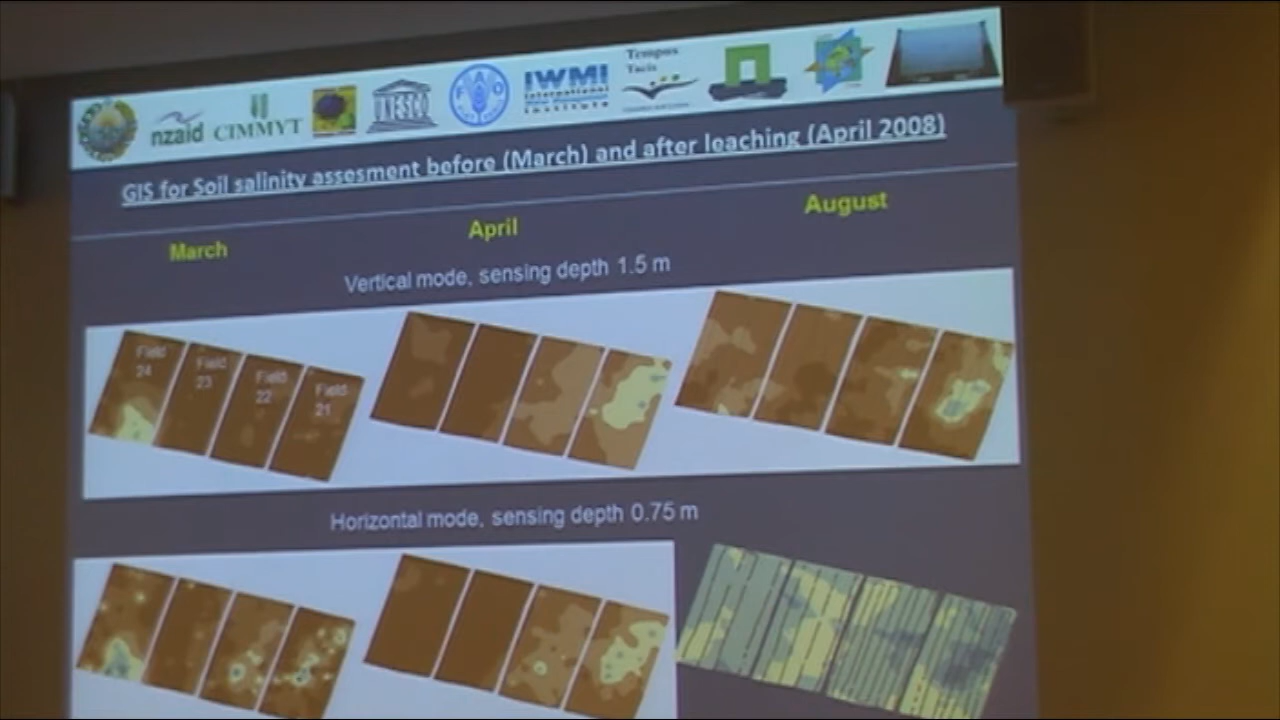 nzaid
CIMMYT
UNESCO
FAO
IWMI
International
Institute
Tempus
Tacis
GIS for Soil salinity assesment before (March) and after leaching (April 2008)
March
April
August
Vertical mode, sensing depth 1.5 m
Field
24
Field
23
Field
22
Field
21
Horizontal mode, sensing depth 0.75 m